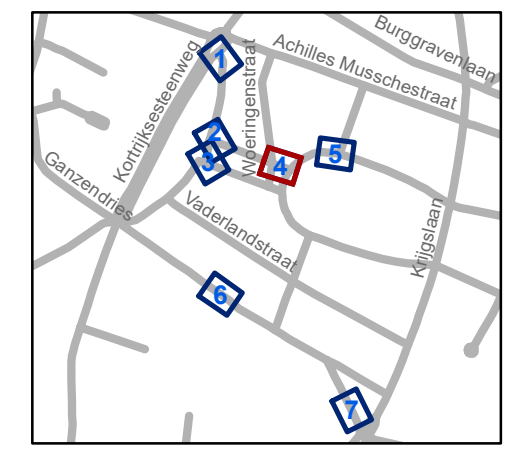 Burggravenlaan
Achilles Musschestraat
Kortrijksesteenweg
Woeringenstraat
1
2
3
4
5
Ganzendries
Vaderlandstraat
Krijgslaan
6
7